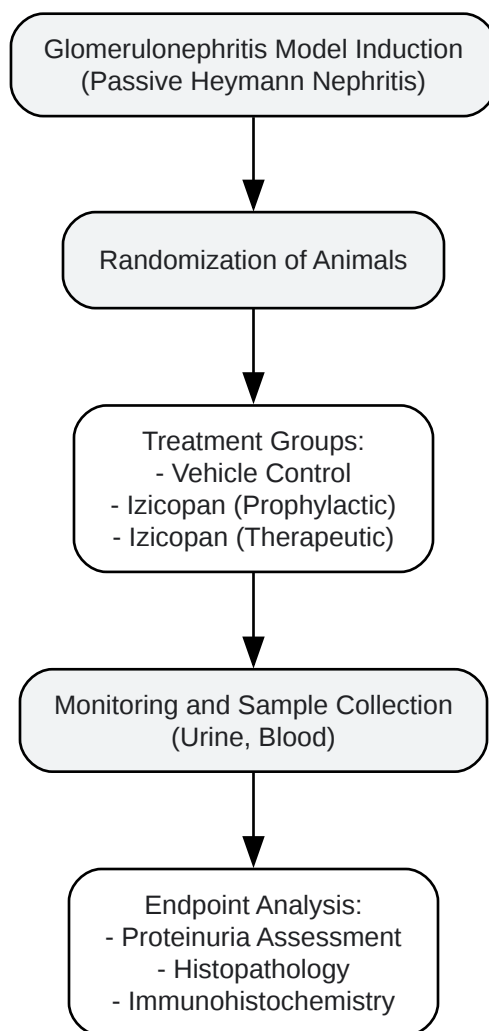 Glomerulonephritis Model Induction
(Passive Heymann Nephritis)
Randomization of Animals
Treatment Groups:
- Vehicle Control
- Izicopan (Prophylactic)
- Izicopan (Therapeutic)
Monitoring and Sample Collection
(Urine, Blood)
Endpoint Analysis:
- Proteinuria Assessment
- Histopathology
- Immunohistochemistry